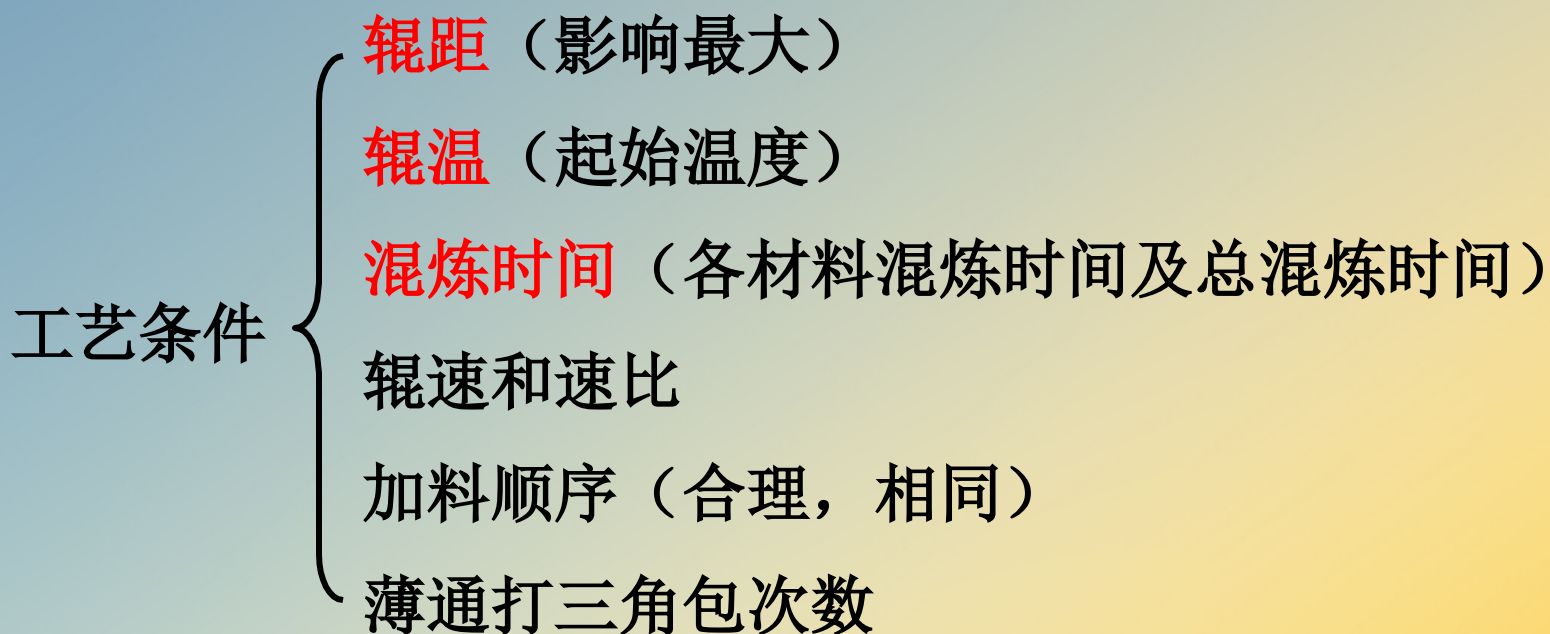 辊距（影响最大）
辊温（起始温度）
混炼时间（各材料混炼时间及总混炼时间）
工艺条件
辊速和速比
加料顺序（合理，相同）
薄通打三角包次数